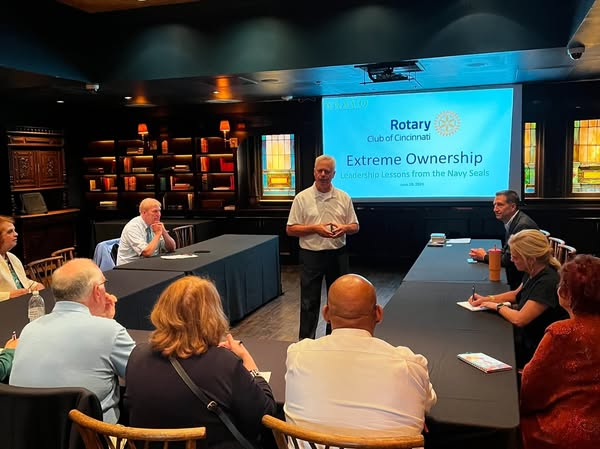 Rotary
Club of Cincinnati
Extreme Ownership
Leadership Lessons from the Navy Seals